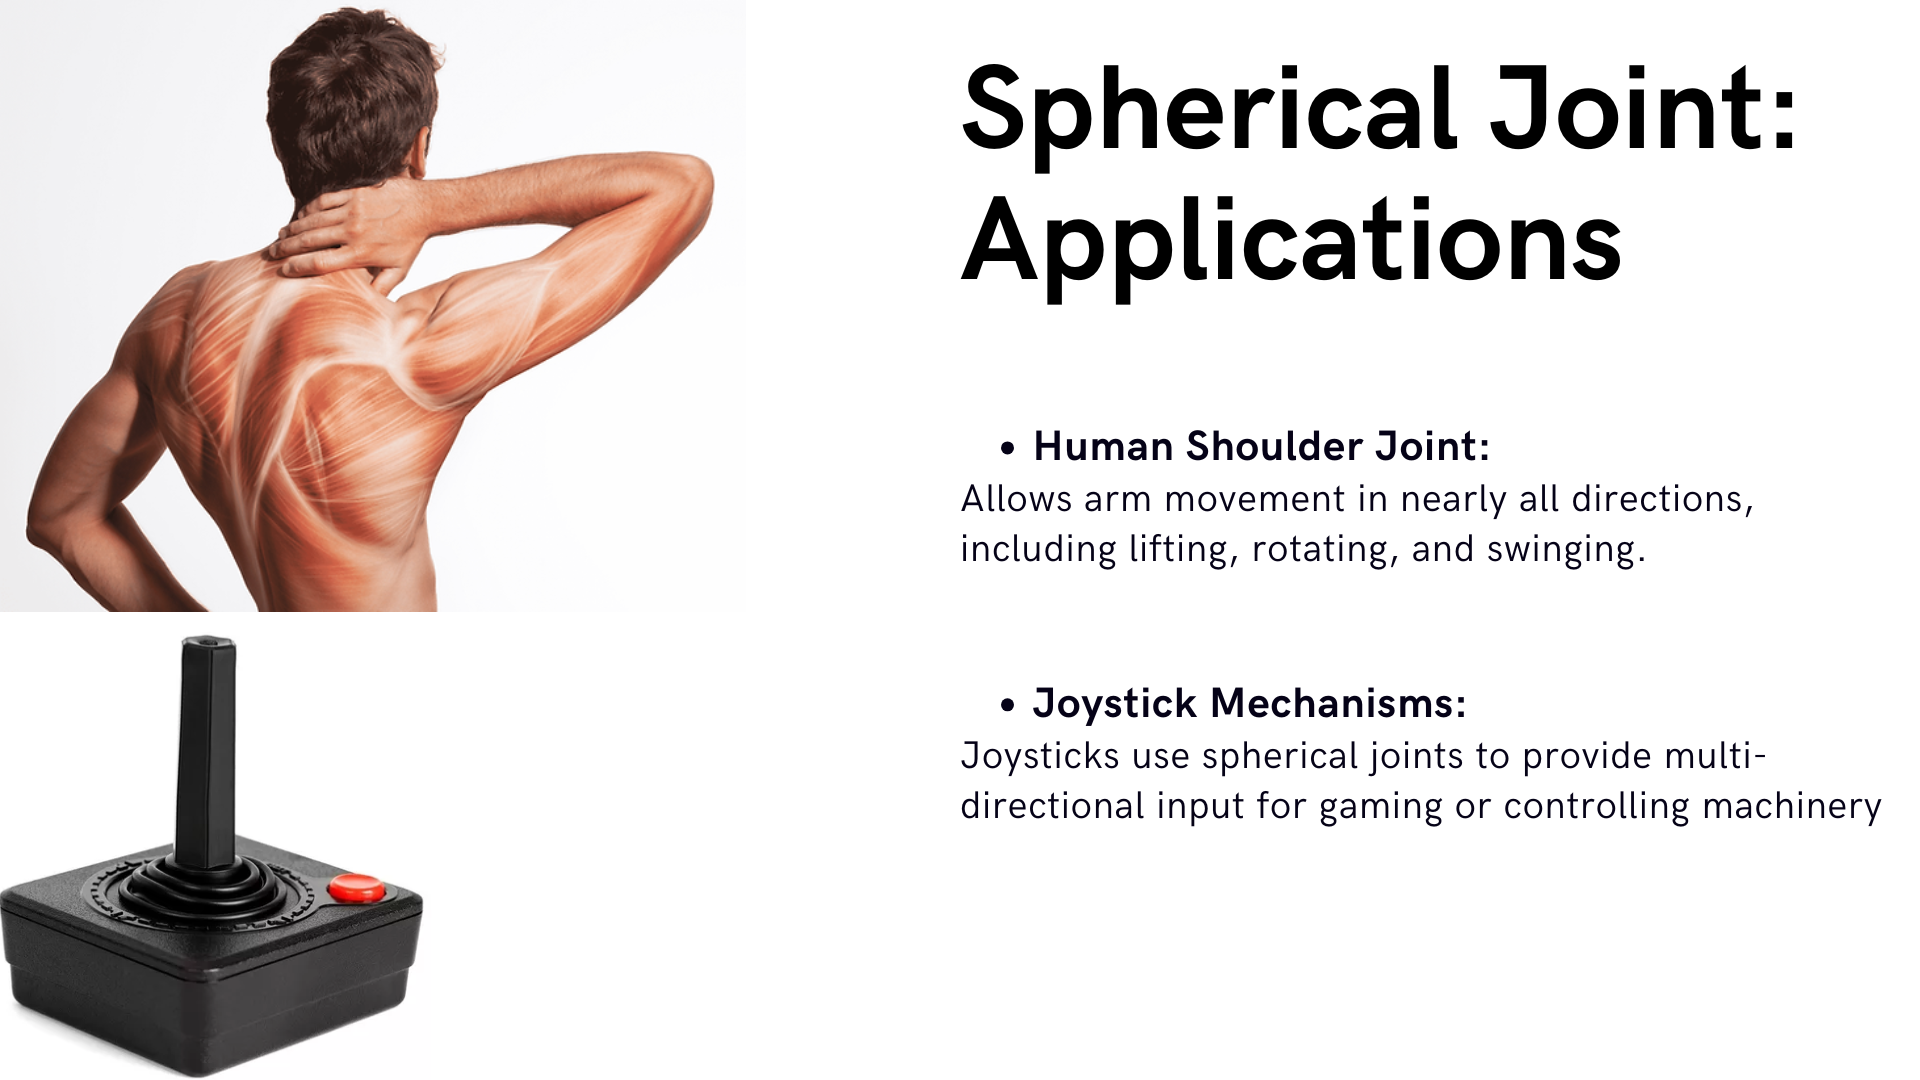 Spherical Joint:
Applications
• Human Shoulder Joint:
Allows arm movement in nearly all directions,
including lifting, rotating, and swinging.
• Joystick Mechanisms:
Joysticks use spherical joints to provide multi-
directional input for gaming or controlling machinery